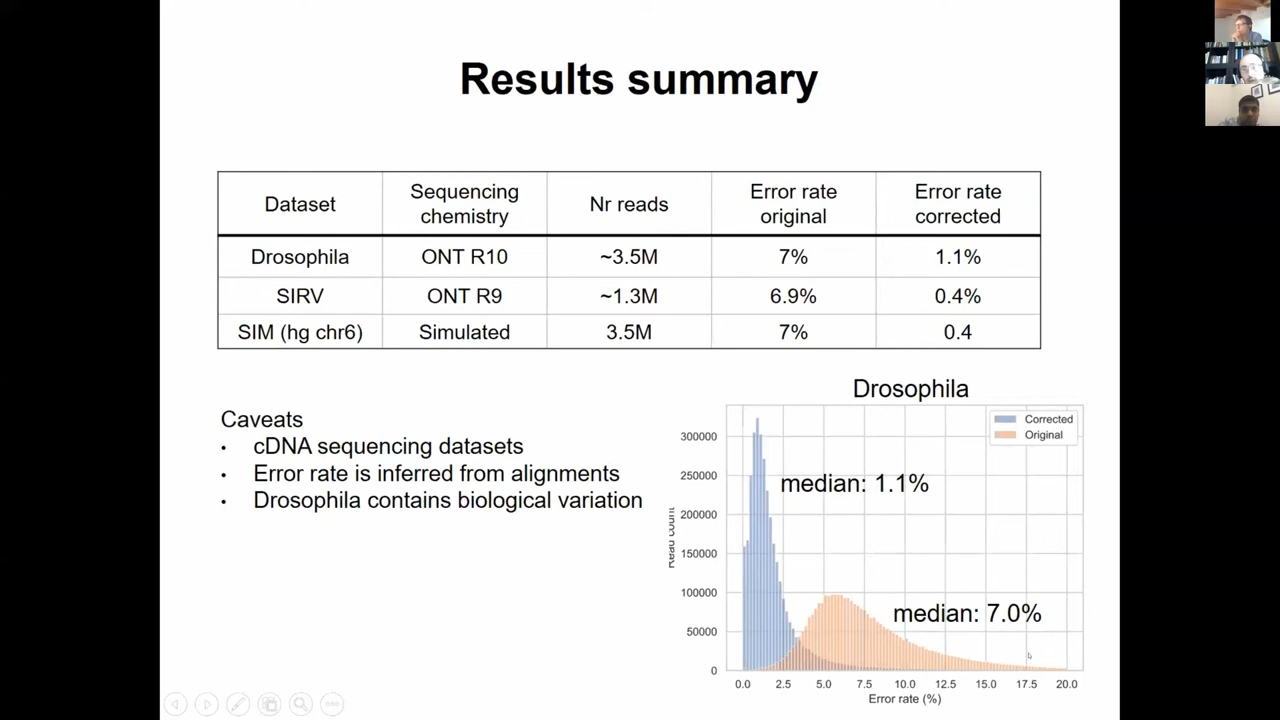 Results summary
Dataset
Sequencing chemistry
Nr reads
Error rate original
Error rate corrected
Drosophila
ONT R10
~3.5M
7%
1.1%
SIRV
ONT R9
~1.3M
6.9%
0.4%
SIM (hg chr6)
Simulated
3.5M
7%
0.4
Caveats
• cDNA sequencing datasets
• Error rate is inferred from alignments
• Drosophila contains biological variation
Drosophila
Corrected
Original
median: 1.1%
median: 7.0%
Read count
300000
250000
200000
150000
100000
50000
0
0.0 2.5 5.0 7.5 10.0 12.5 15.0 17.5 20.0
Error rate (%)